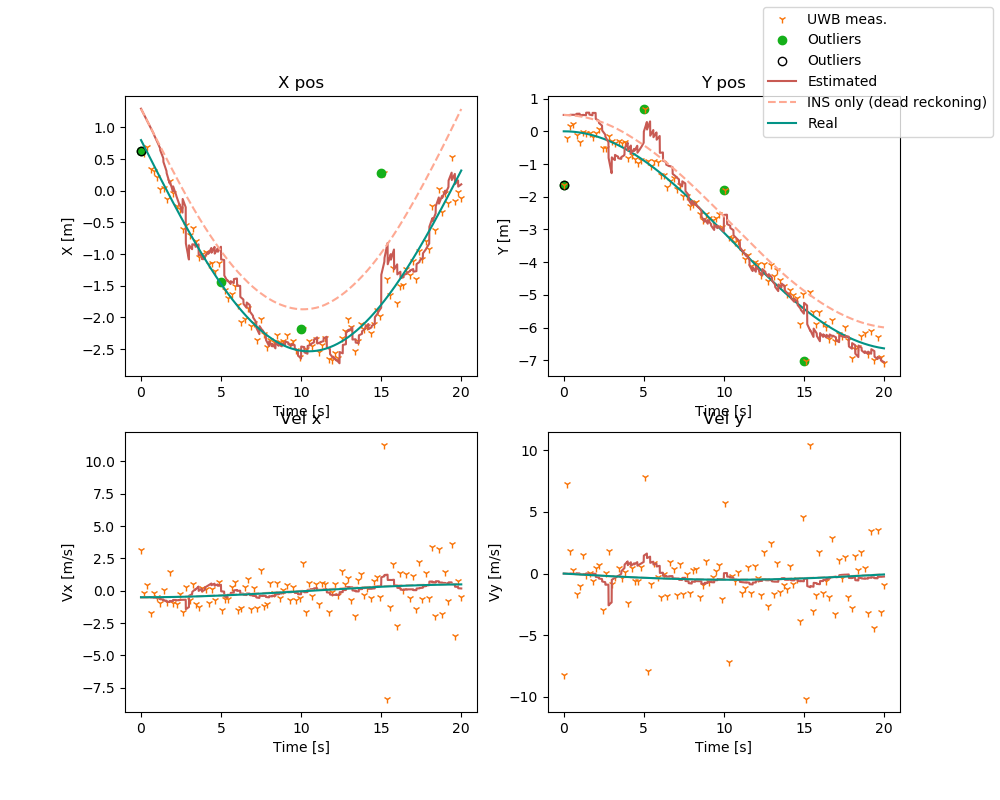 UWB meas.
Outliers
Outliers
Estimated
INS only (dead reckoning)
Real
X pos
1.0
0.5
0.0
−0.5
−1.0
−1.5
−2.0
−2.5
X [m]
0 5 10 15 20
Time [s]
Y pos
1
0
−1
−2
−3
−4
−5
−6
−7
Y [m]
0 5 10 15 20
Time [s]
Vel x
10.0
7.5
5.0
2.5
0.0
−2.5
−5.0
−7.5
Vx [m/s]
0 5 10 15 20
Time [s]
Vel y
10
5
0
−5
−10
Vy [m/s]
0 5 10 15 20
Time [s]